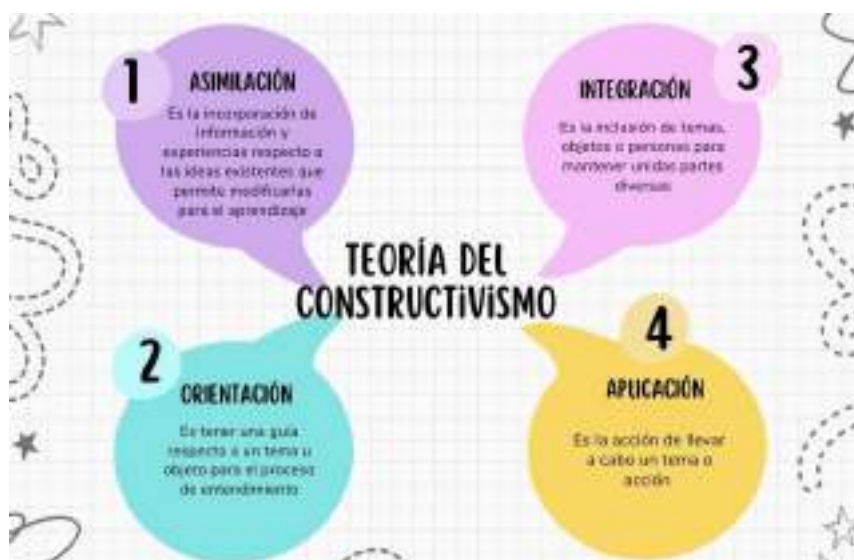 1
ASIMILACIÓN
Es la incorporación de
información y
experiencias respecto a
las ideas existentes que
permite modificarlas
para el aprendizaje
3
INTEGRACIÓN
Es la inclusión de temas,
objetos o personas para
mantener unidas partes
diversas
TEORÍA DEL
CONSTRUCTiViSMO
2
ORIENTACIÓN
Es tener una guía
respecto a un tema u
objeto para el proceso
de entendimiento
4
APLICACIÓN
Es la acción de llevar
a cabo un tema o
acción